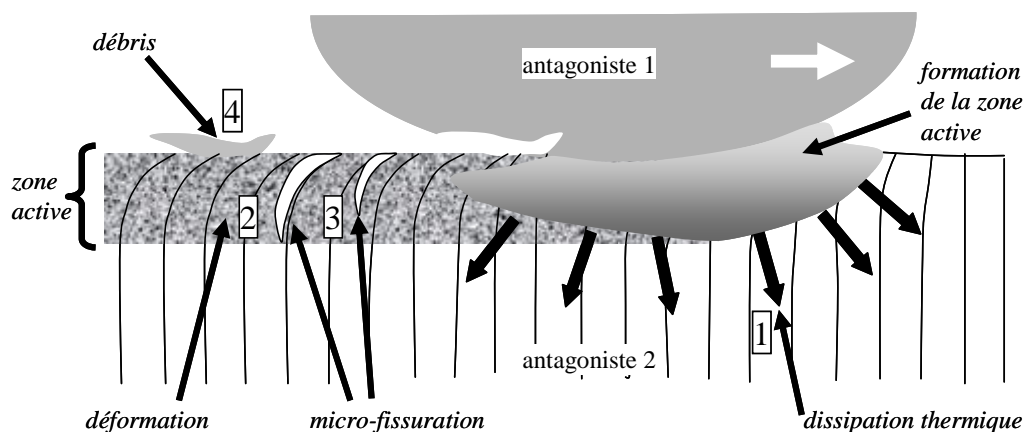 débris
4
antagoniste 1
formation
de la zone
active
zone
active
2
3
1
antagoniste 2
déformation
micro-fissuration
dissipation thermique